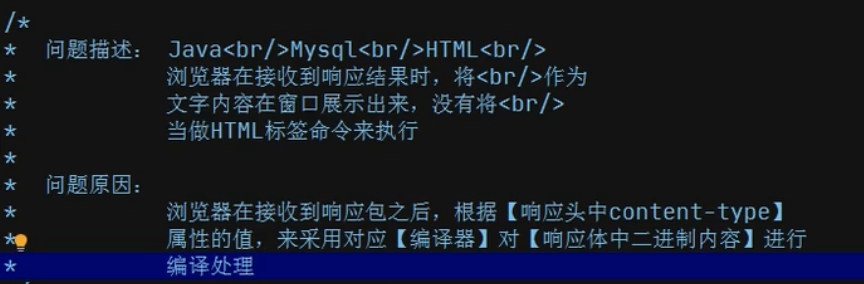 /*
* 问题描述： Java<br/>Mysql<br/>HTML<br/>
* 浏览器在接收到响应结果时，将<br/>作为
* 文字内容在窗口展示出来，没有将<br/>
* 当做HTML标签命令来执行
*
* 问题原因：
* 浏览器在接收到响应包之后，根据【响应头中content-type】
* 属性的值，来采用对应【编译器】对【响应体中二进制内容】进行
* 编译处理